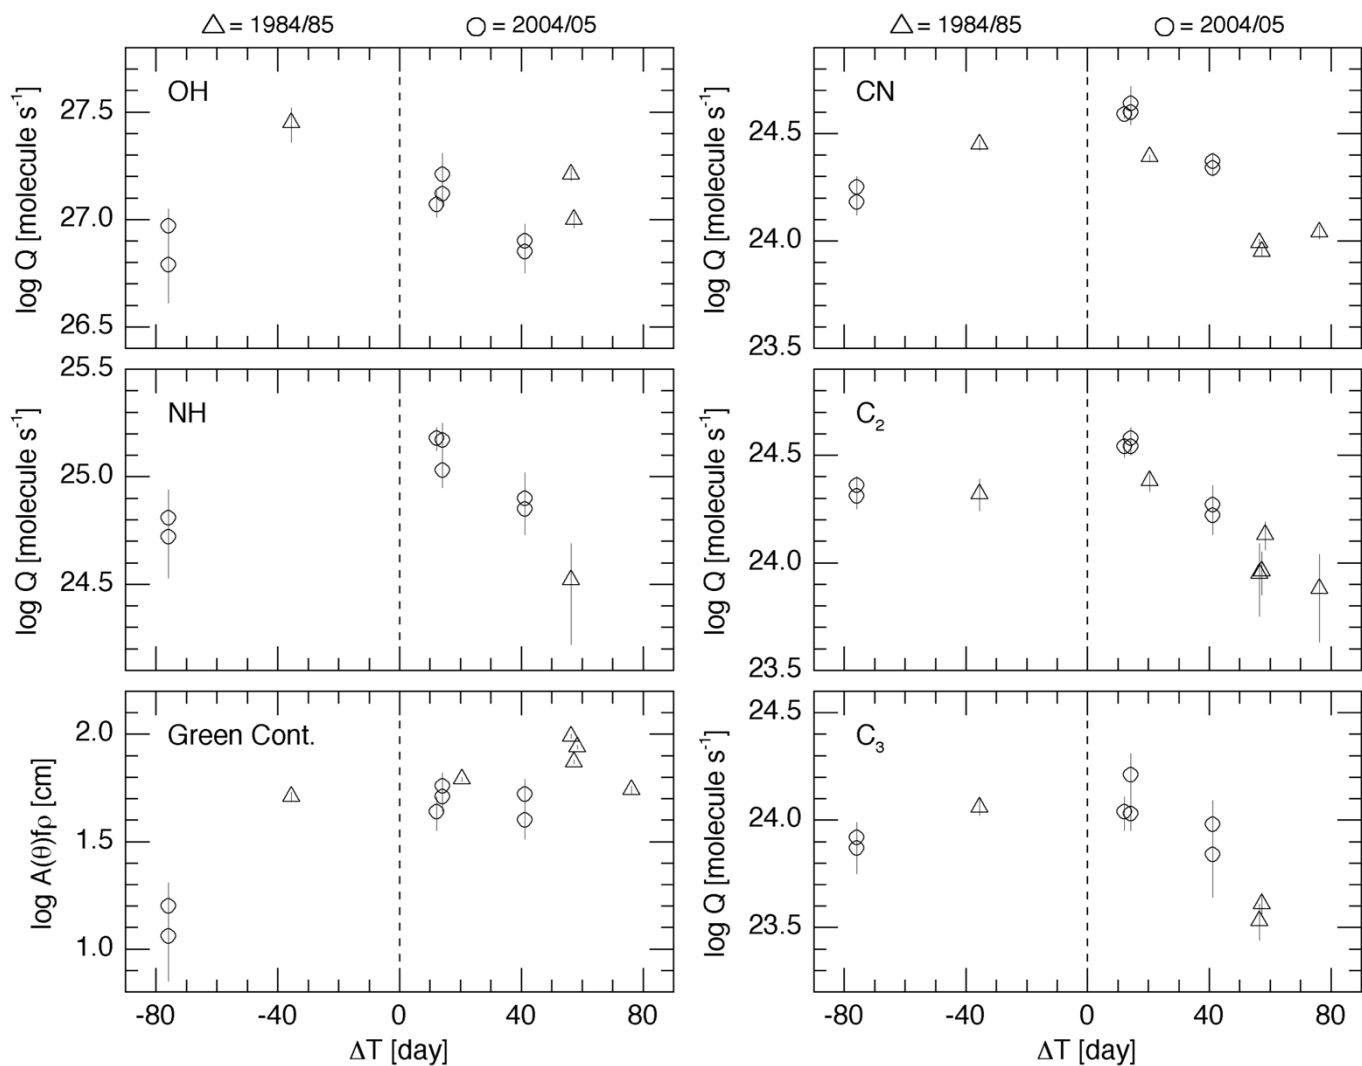 △ = 1984/85 ○ = 2004/05
OH
27.5
27.0
26.5
log Q [molecule s⁻¹]
NH
25.5
25.0
24.5
log Q [molecule s⁻¹]
Green Cont.
2.0
1.5
1.0
log A(θ)fρ [cm]
-80 -40 0 40 80
ΔT [day]
△ = 1984/85 ○ = 2004/05
CN
24.5
24.0
23.5
log Q [molecule s⁻¹]
C₂
24.5
24.0
23.5
log Q [molecule s⁻¹]
C₃
24.5
24.0
23.5
log Q [molecule s⁻¹]
-80 -40 0 40 80
ΔT [day]